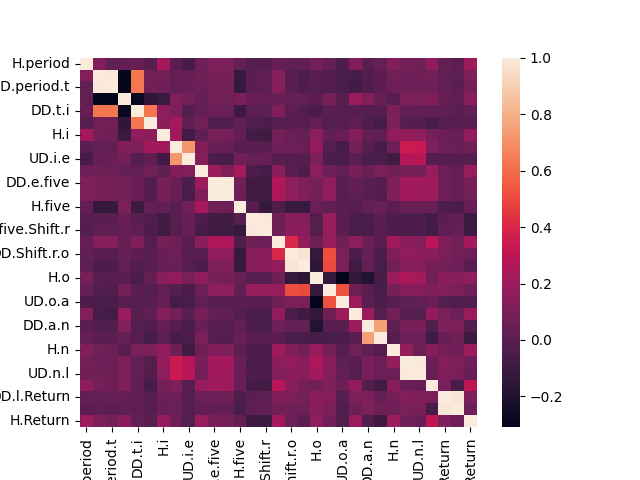 H.period
D.period.t
DD.t.i
H.i
UD.i.e
DD.e.five
H.five
five.Shift.r
DD.Shift.r.o
H.o
UD.o.a
DD.a.n
H.n
UD.n.l
DD.l.Return
H.Return
period
eriod.t
DD.t.i
H.i
UD.i.e
.e.five
H.five
Shift.r
hift.r.o
H.o
UD.o.a
DD.a.n
H.n
UD.n.l
Return
Return
1.0
0.8
0.6
0.4
0.2
0.0
−0.2